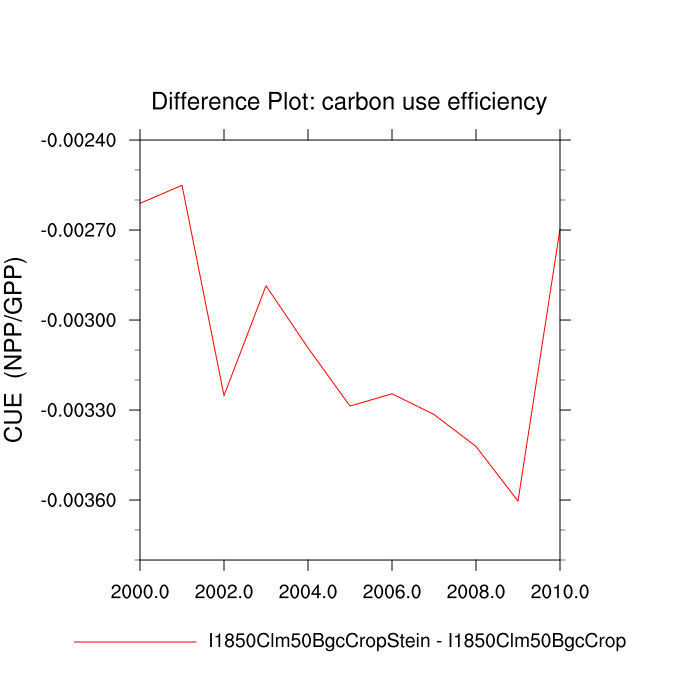 Difference Plot: carbon use efficiency
-0.00240
-0.00270
-0.00300
-0.00330
-0.00360
CUE (NPP/GPP)
2000.0 2002.0 2004.0 2006.0 2008.0 2010.0
I1850Clm50BgcCropStein - I1850Clm50BgcCrop